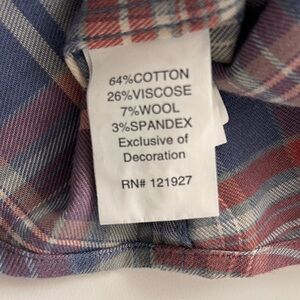 64%COTTON
26%VISCOSE
7%WOOL
3%SPANDEX
Exclusive of
Decoration
RN# 121927